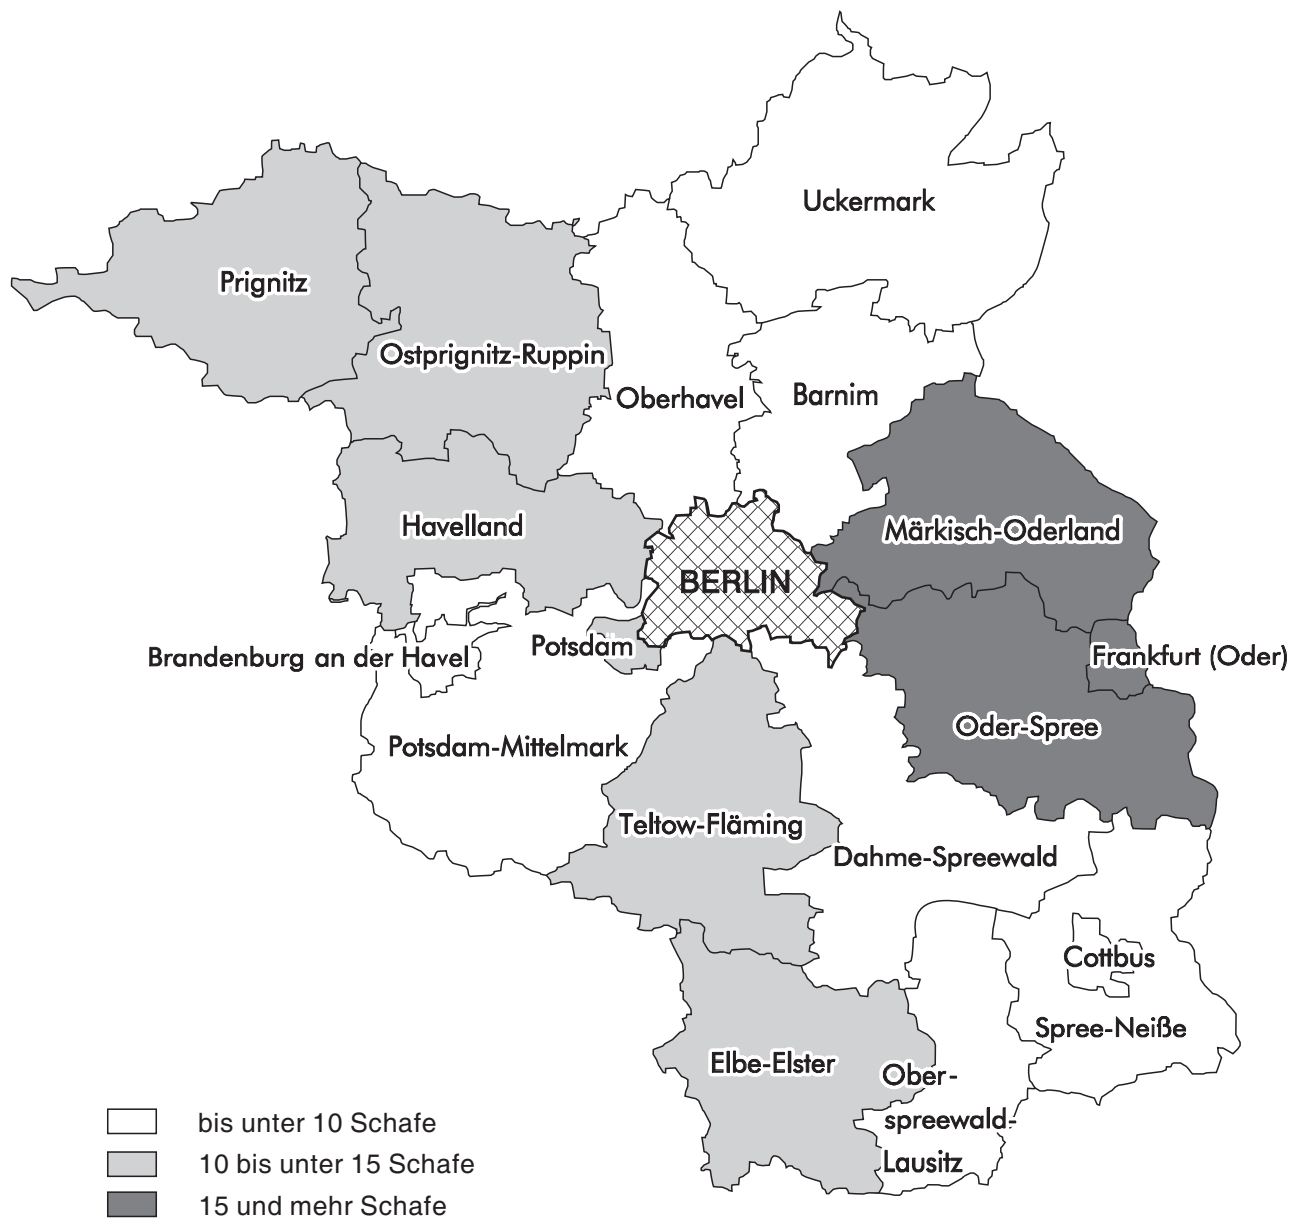 Uckermark
Prignitz
Ostprignitz-Ruppin
Oberhavel
Barnim
Havelland
Märkisch-Oderland
BERLIN
Brandenburg an der Havel
Potsdam
Frankfurt (Oder)
Oder-Spree
Potsdam-Mittelmark
Teltow-Fläming
Dahme-Spreewald
Cottbus
Spree-Neiße
Elbe-Elster
Ober-
spreewald-
Lausitz
bis unter 10 Schafe
10 bis unter 15 Schafe
15 und mehr Schafe